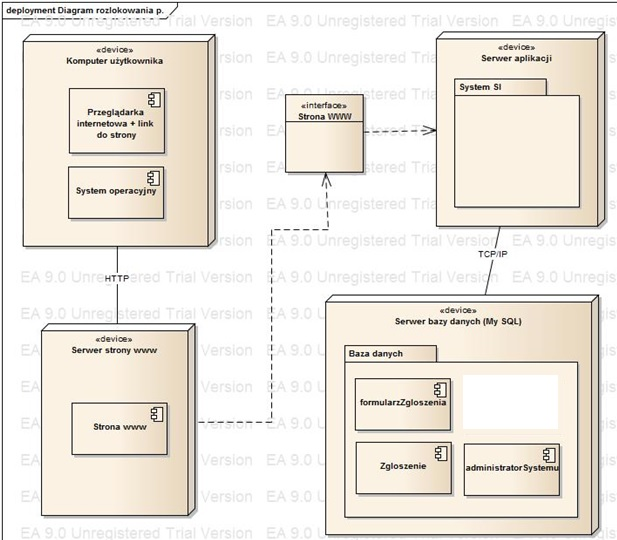 deployment Diagram rozlokowania p.
EA 9.0 Unregistered Trial Version
«device»
Komputer użytkownika
Przeglądarka
internetowa + link
do strony
System operacyjny
«interface»
Strona WWW
«device»
Serwer aplikacji
System SI
HTTP
TCP/IP
«device»
Serwer strony www
Strona www
«device»
Serwer bazy danych (My SQL)
Baza danych
formularzZgloszenia
Zgloszenie
administratorSystemu